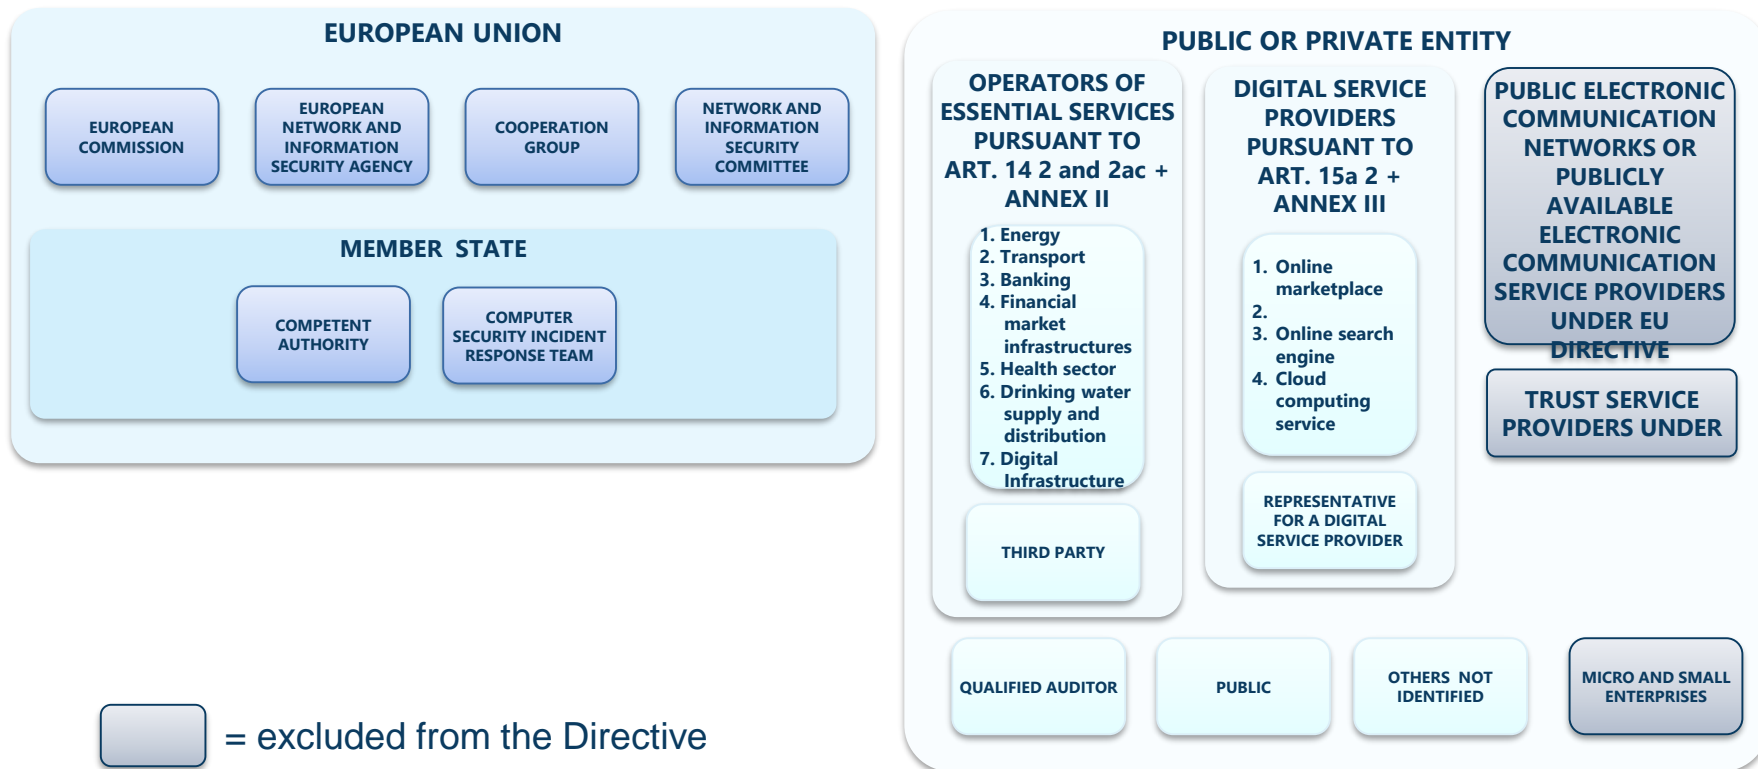 EUROPEAN UNION
EUROPEAN
COMMISSION
EUROPEAN
NETWORK AND
INFORMATION
SECURITY AGENCY
COOPERATION
GROUP
NETWORK AND
INFORMATION
SECURITY
COMMITTEE
MEMBER STATE
COMPETENT
AUTHORITY
COMPUTER
SECURITY INCIDENT
RESPONSE TEAM
PUBLIC OR PRIVATE ENTITY
OPERATORS OF
ESSENTIAL SERVICES
PURSUANT TO
ART. 14 2 and 2ac +
ANNEX II
1. Energy
2. Transport
3. Banking
4. Financial
market
infrastructures
5. Health sector
6. Drinking water
supply and
distribution
7. Digital
Infrastructure
THIRD PARTY
DIGITAL SERVICE
PROVIDERS
PURSUANT TO
ART. 15a 2 +
ANNEX III
1. Online
marketplace
2.
3. Online search
engine
4. Cloud
computing
service
REPRESENTATIVE
FOR A DIGITAL
SERVICE PROVIDER
PUBLIC ELECTRONIC
COMMUNICATION
NETWORKS OR
PUBLICLY
AVAILABLE
ELECTRONIC
COMMUNICATION
SERVICE PROVIDERS
UNDER EU
DIRECTIVE
TRUST SERVICE
PROVIDERS UNDER
QUALIFIED AUDITOR
PUBLIC
OTHERS NOT
IDENTIFIED
MICRO AND SMALL
ENTERPRISES
= excluded from the Directive